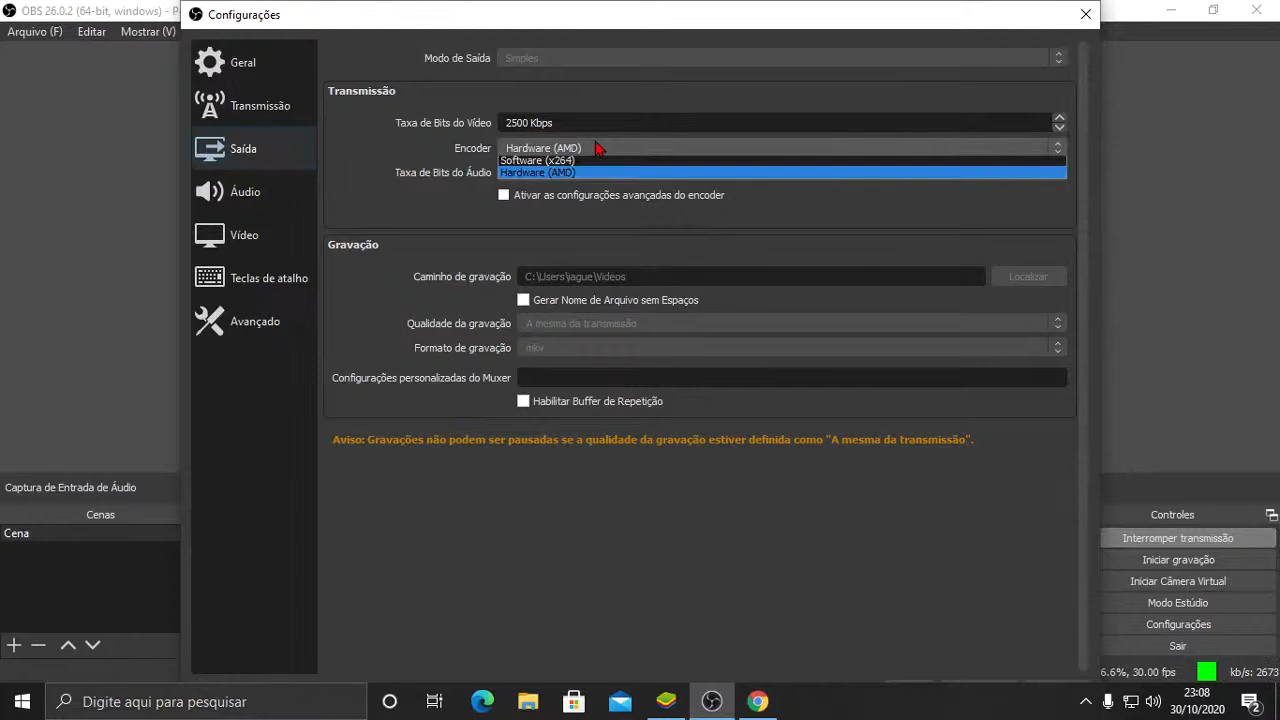 OBS 26.0.2 (64-bit, windows) - P
Configurações
Arquivo (F) Editar Mostrar (V)
Geral
Transmissão
Saída
Áudio
Vídeo
Teclas de atalho
Avançado
Modo de Saída Simples
Transmissão
Taxa de Bits do Vídeo 2500 Kbps
Encoder Hardware (AMD)
Software (x264)
Taxa de Bits do Áudio Hardware (AMD)
Ativar as configurações avançadas do encoder
Gravação
Caminho de gravação C:\Users\iague\Videos Localizar
Gerar Nome de Arquivo sem Espaços
Qualidade da gravação A mesma da transmissão
Formato de gravação mkv
Configurações personalizadas do Muxer
Habilitar Buffer de Repetição
Aviso: Gravações não podem ser pausadas se a qualidade da gravação estiver definida como "A mesma da transmissão".
Captura de Entrada de Áudio
Cenas
Cena
Controles
Interromper transmissão
Iniciar gravação
Iniciar Câmera Virtual
Modo Estúdio
Configurações
Sair
6.6%, 30.00 fps kb/s: 2673
Digite aqui para pesquisar
23:08
30/10/2020
2